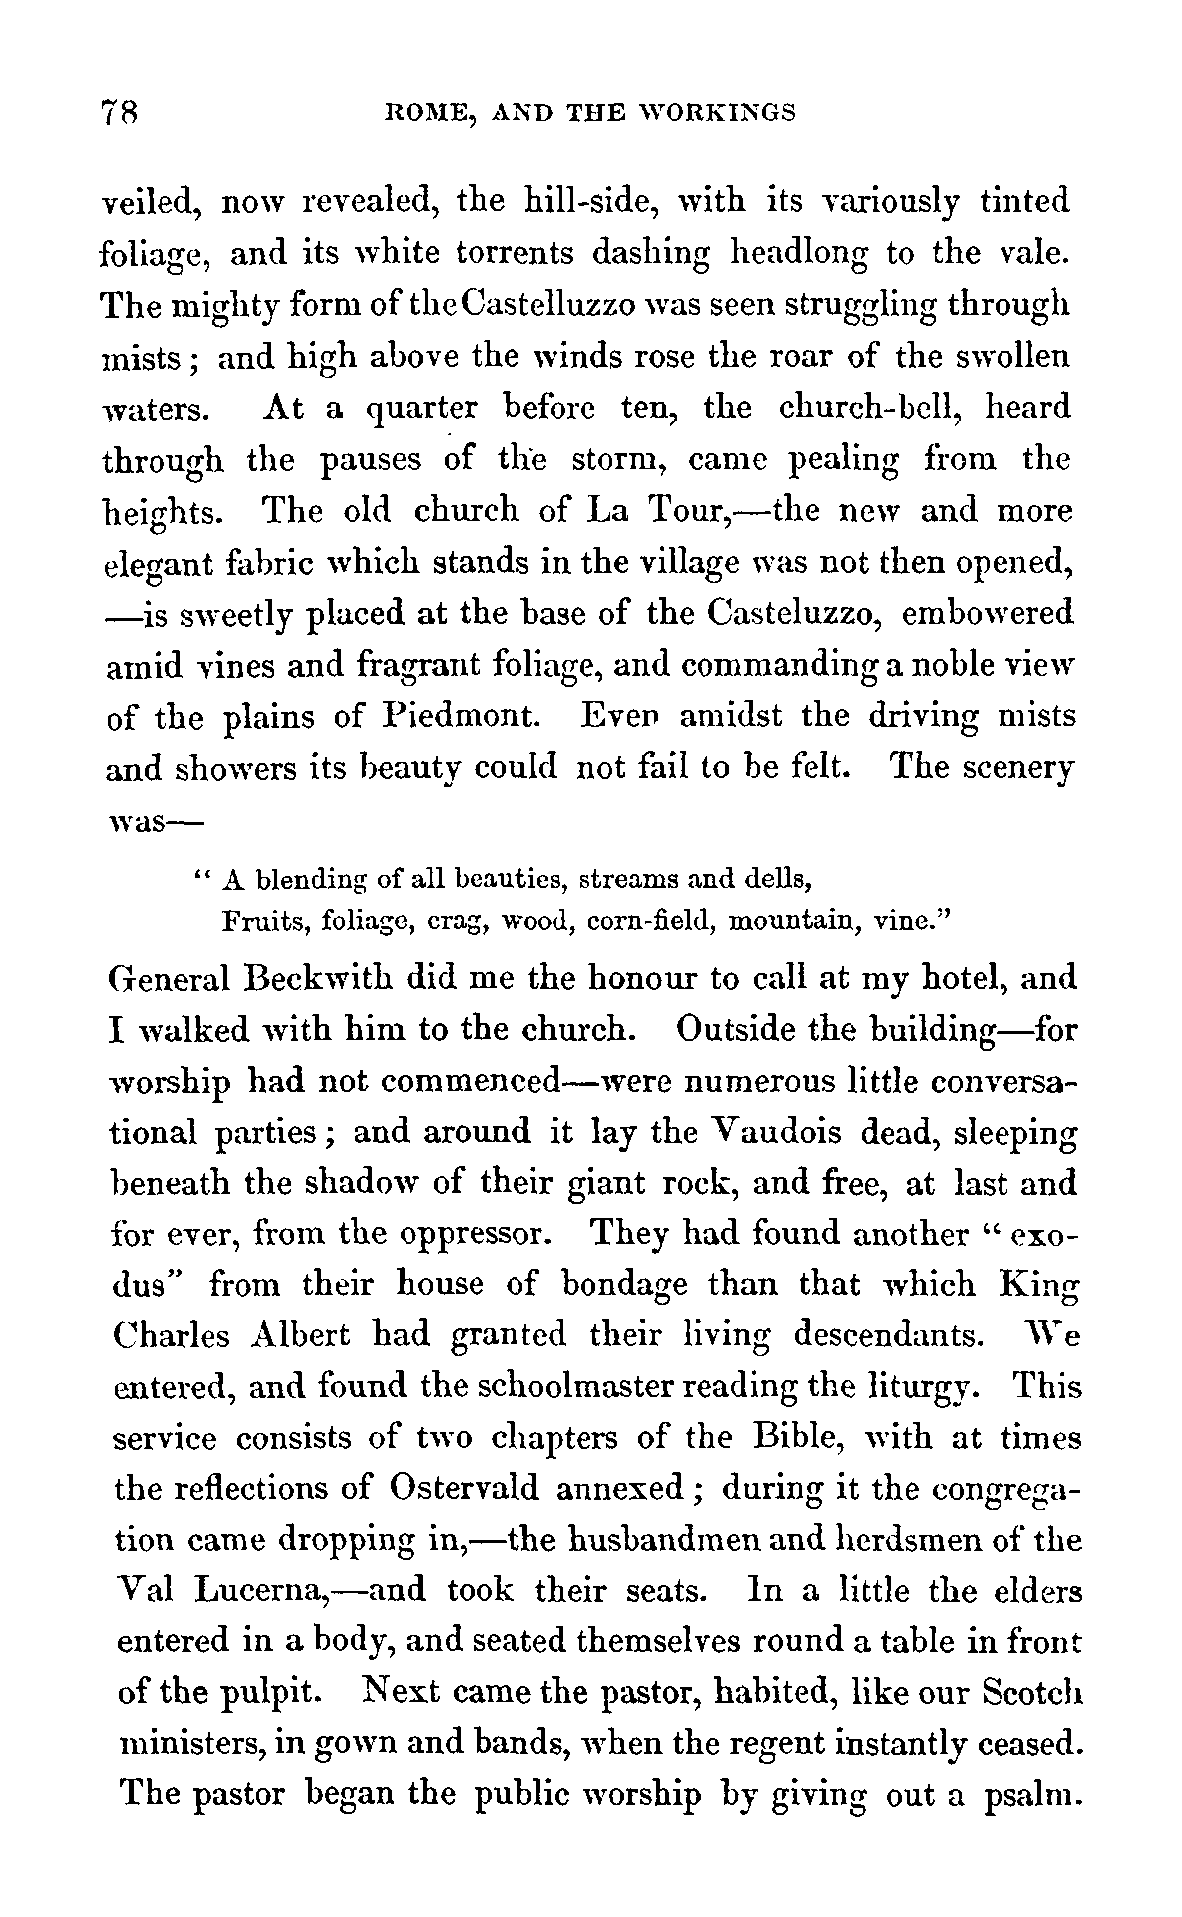 78 ROME, AND THE WORKINGS
veiled, now revealed, the hill-side, with its variously tinted
foliage, and its white torrents dashing headlong to the vale.
The mighty form of the Castelluzzo was seen struggling through
mists ; and high above the winds rose the roar of the swollen
waters. At a quarter before ten, the church-bell, heard
through the pauses of the storm, came pealing from the
heights. The old church of La Tour,—the new and more
elegant fabric which stands in the village was not then opened,
—is sweetly placed at the base of the Casteluzzo, embowered
amid vines and fragrant foliage, and commanding a noble view
of the plains of Piedmont. Even amidst the driving mists
and showers its beauty could not fail to be felt. The scenery
was—
“ A blending of all beauties, streams and dells,
Fruits, foliage, crag, wood, corn-field, mountain, vine.”
General Beckwith did me the honour to call at my hotel, and
I walked with him to the church. Outside the building—for
worship had not commenced—were numerous little conversa-
tional parties ; and around it lay the Vaudois dead, sleeping
beneath the shadow of their giant rock, and free, at last and
for ever, from the oppressor. They had found another “ exo-
dus” from their house of bondage than that which King
Charles Albert had granted their living descendants. We
entered, and found the schoolmaster reading the liturgy. This
service consists of two chapters of the Bible, with at times
the reflections of Ostervald annexed ; during it the congrega-
tion came dropping in,—the husbandmen and herdsmen of the
Val Lucerna,—and took their seats. In a little the elders
entered in a body, and seated themselves round a table in front
of the pulpit. Next came the pastor, habited, like our Scotch
ministers, in gown and bands, when the regent instantly ceased.
The pastor began the public worship by giving out a psalm.